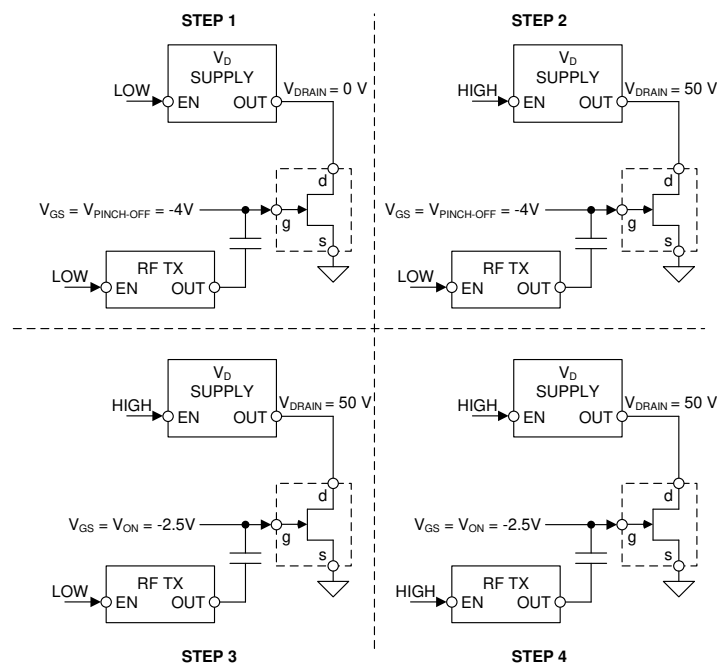 STEP 1
V_D
SUPPLY
LOW
EN
OUT
V_DRAIN = 0 V
d
V_GS = V_PINCH-OFF = -4V
g
s
RF TX
LOW
EN
OUT
STEP 2
V_D
SUPPLY
HIGH
EN
OUT
V_DRAIN = 50 V
d
V_GS = V_PINCH-OFF = -4V
g
s
RF TX
LOW
EN
OUT
V_D
SUPPLY
HIGH
EN
OUT
V_DRAIN = 50 V
d
V_GS = V_ON = -2.5V
g
s
RF TX
LOW
EN
OUT
STEP 3
V_D
SUPPLY
HIGH
EN
OUT
V_DRAIN = 50 V
d
V_GS = V_ON = -2.5V
g
s
RF TX
HIGH
EN
OUT
STEP 4